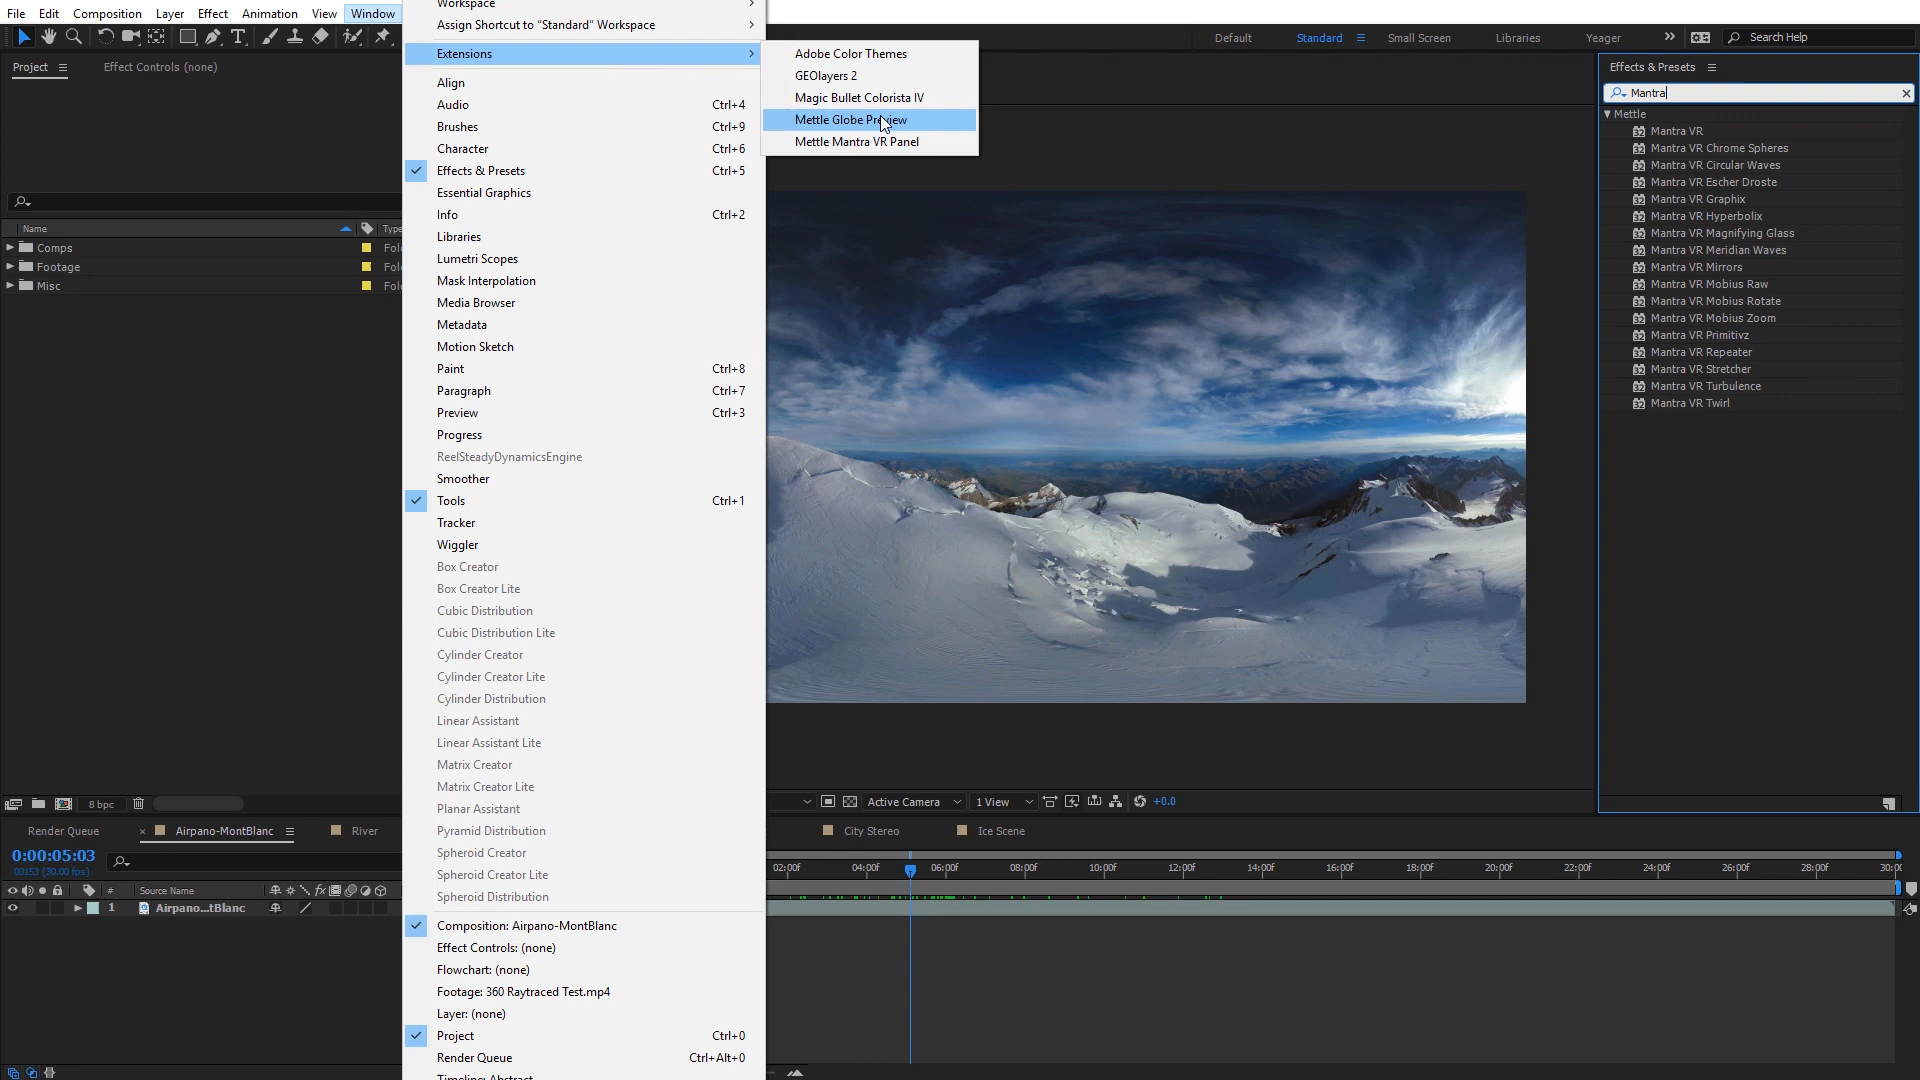 File Edit Composition Layer Effect Animation View Window
Workspace
Assign Shortcut to “Standard” Workspace
Extensions
Align
Audio Ctrl+4
Brushes Ctrl+9
Character Ctrl+6
Effects & Presets Ctrl+5
Essential Graphics
Info Ctrl+2
Libraries
Lumetri Scopes
Mask Interpolation
Media Browser
Metadata
Motion Sketch
Paint Ctrl+8
Paragraph Ctrl+7
Preview Ctrl+3
Progress
ReelSteadyDynamicsEngine
Smoother
Tools Ctrl+1
Tracker
Wiggler
Box Creator
Box Creator Lite
Cubic Distribution
Cubic Distribution Lite
Cylinder Creator
Cylinder Creator Lite
Cylinder Distribution
Linear Assistant
Linear Assistant Lite
Matrix Creator
Matrix Creator Lite
Planar Assistant
Pyramid Distribution
Spheroid Creator
Spheroid Creator Lite
Spheroid Distribution
Composition: Airpano-MontBlanc
Effect Controls: (none)
Flowchart: (none)
Footage: 360 Raytraced Test.mp4
Layer: (none)
Project Ctrl+0
Render Queue Ctrl+Alt+0
Timeline: Abstract
Adobe Color Themes
GEOlayers 2
Magic Bullet Colorista IV
Mettle Globe Preview
Mettle Mantra VR Panel
Default Standard Small Screen Libraries Yeager Search Help
Project Effect Controls (none)
Name Type
Comps Fol
Footage Fol
Misc Fol
8 bpc
Effects & Presets
Mantra
Mettle
Mantra VR
Mantra VR Chrome Spheres
Mantra VR Circular Waves
Mantra VR Escher Droste
Mantra VR Graphix
Mantra VR Hyperbolix
Mantra VR Magnifying Glass
Mantra VR Meridian Waves
Mantra VR Mirrors
Mantra VR Mobius Raw
Mantra VR Mobius Rotate
Mantra VR Mobius Zoom
Mantra VR Primitivz
Mantra VR Repeater
Mantra VR Stretcher
Mantra VR Turbulence
Mantra VR Twirl
Active Camera 1 View +0.0
Render Queue Airpano-MontBlanc River City Stereo Ice Scene
0:00:05:03
00153 (30.00 fps)
# Source Name
1 Airpano...tBlanc
02:00f 04:00f 06:00f 08:00f 10:00f 12:00f 14:00f 16:00f 18:00f 20:00f 22:00f 24:00f 26:00f 28:00f 30:00